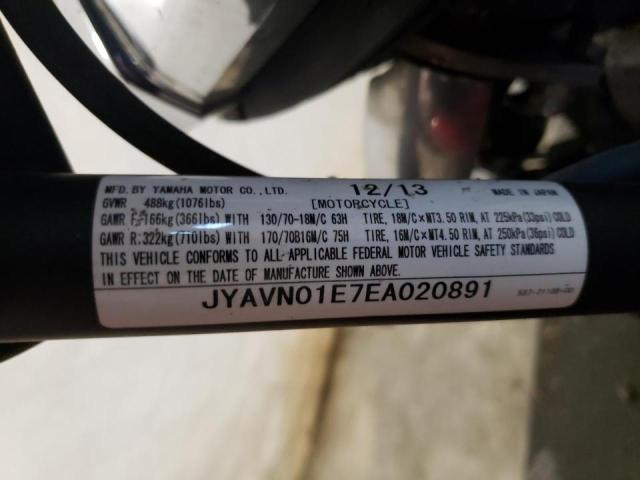 MFD. BY YAMAHA MOTOR CO.,LTD. 12/13 MADE IN JAPAN
GVWR 488kg(1076lbs) [MOTORCYCLE]
GAWR F:166kg(366lbs) WITH 130/70-18M/C 63H TIRE, 18M/C×MT3.50 RIM, AT 225kPa(33psi) COLD
GAWR R:322kg(710lbs) WITH 170/70B16M/C 75H TIRE, 16M/C×MT4.50 RIM, AT 250kPa(36psi) COLD
THIS VEHICLE CONFORMS TO ALL APPLICABLE FEDERAL MOTOR VEHICLE SAFETY STANDARDS
IN EFFECT ON THE DATE OF MANUFACTURE SHOWN ABOVE.
JYAVN01E7EA020891